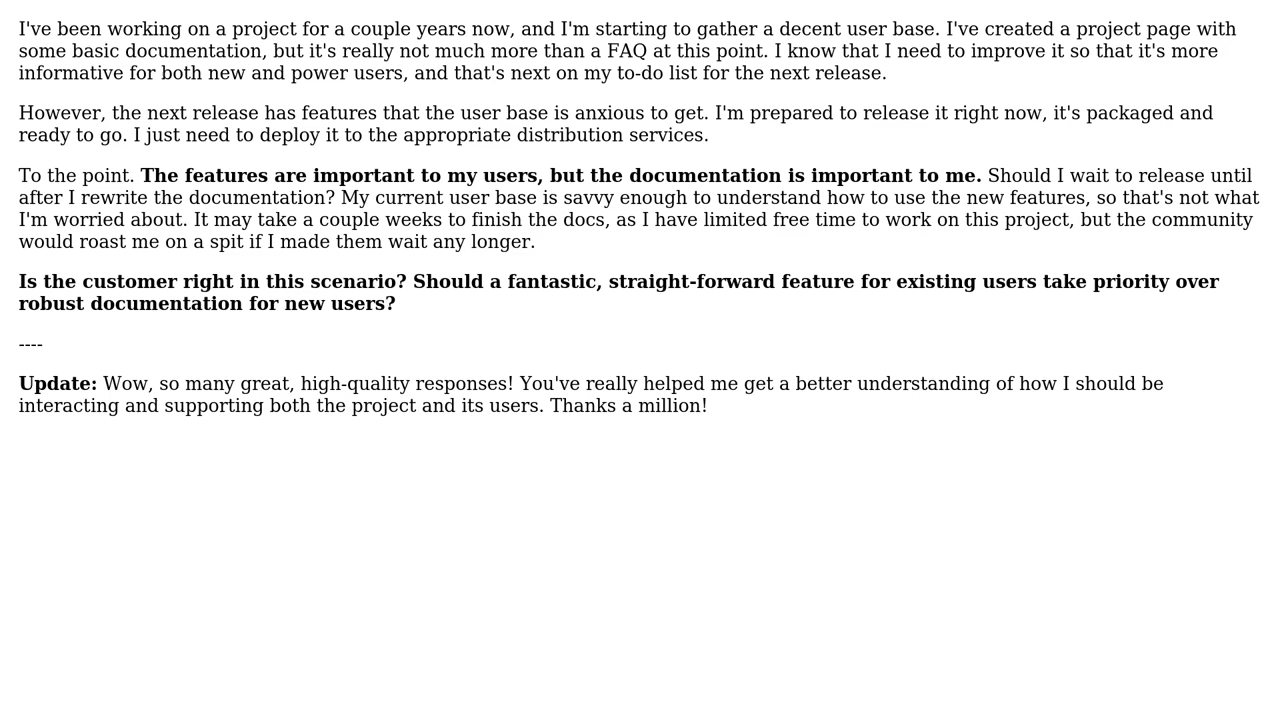 I've been working on a project for a couple years now, and I'm starting to gather a decent user base. I've created a project page with
some basic documentation, but it's really not much more than a FAQ at this point. I know that I need to improve it so that it's more
informative for both new and power users, and that's next on my to-do list for the next release.
However, the next release has features that the user base is anxious to get. I'm prepared to release it right now, it's packaged and
ready to go. I just need to deploy it to the appropriate distribution services.
To the point. The features are important to my users, but the documentation is important to me. Should I wait to release until
after I rewrite the documentation? My current user base is savvy enough to understand how to use the new features, so that's not what
I'm worried about. It may take a couple weeks to finish the docs, as I have limited free time to work on this project, but the community
would roast me on a spit if I made them wait any longer.
Is the customer right in this scenario? Should a fantastic, straight-forward feature for existing users take priority over
robust documentation for new users?
----
Update: Wow, so many great, high-quality responses! You've really helped me get a better understanding of how I should be
interacting and supporting both the project and its users. Thanks a million!